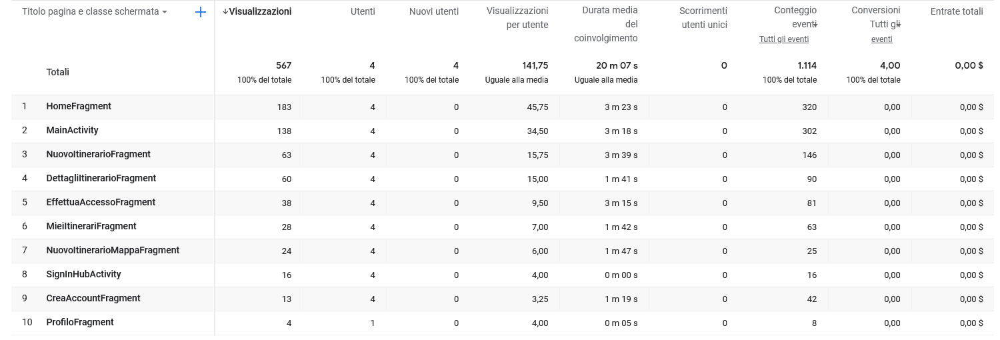 Titolo pagina e classe schermata Visualizzazioni Utenti Nuovi utenti Visualizzazioni per utente Durata media del coinvolgimento Scorrimenti utenti unici Conteggio eventi Tutti gli eventi Conversioni Tutti gli eventi Entrate totali
Totali 567 4 4 141,75 20 m 07 s 0 1.114 4,00 0,00 $
100% del totale 100% del totale 100% del totale Uguale alla media Uguale alla media 100% del totale 100% del totale
1 HomeFragment 183 4 0 45,75 3 m 23 s 0 320 0,00 0,00 $
2 MainActivity 138 4 0 34,50 3 m 18 s 0 302 0,00 0,00 $
3 NuovoItinerarioFragment 63 4 0 15,75 3 m 39 s 0 146 0,00 0,00 $
4 DettagliItinerarioFragment 60 4 0 15,00 1 m 41 s 0 90 0,00 0,00 $
5 EffettuaAccessoFragment 38 4 0 9,50 3 m 15 s 0 81 0,00 0,00 $
6 MieiItinerariFragment 28 4 0 7,00 1 m 42 s 0 63 0,00 0,00 $
7 NuovoItinerarioMappaFragment 24 4 0 6,00 1 m 47 s 0 25 0,00 0,00 $
8 SignInHubActivity 16 4 0 4,00 0 m 00 s 0 16 0,00 0,00 $
9 CreaAccountFragment 13 4 0 3,25 1 m 19 s 0 42 0,00 0,00 $
10 ProfiloFragment 4 1 0 4,00 0 m 05 s 0 8 0,00 0,00 $